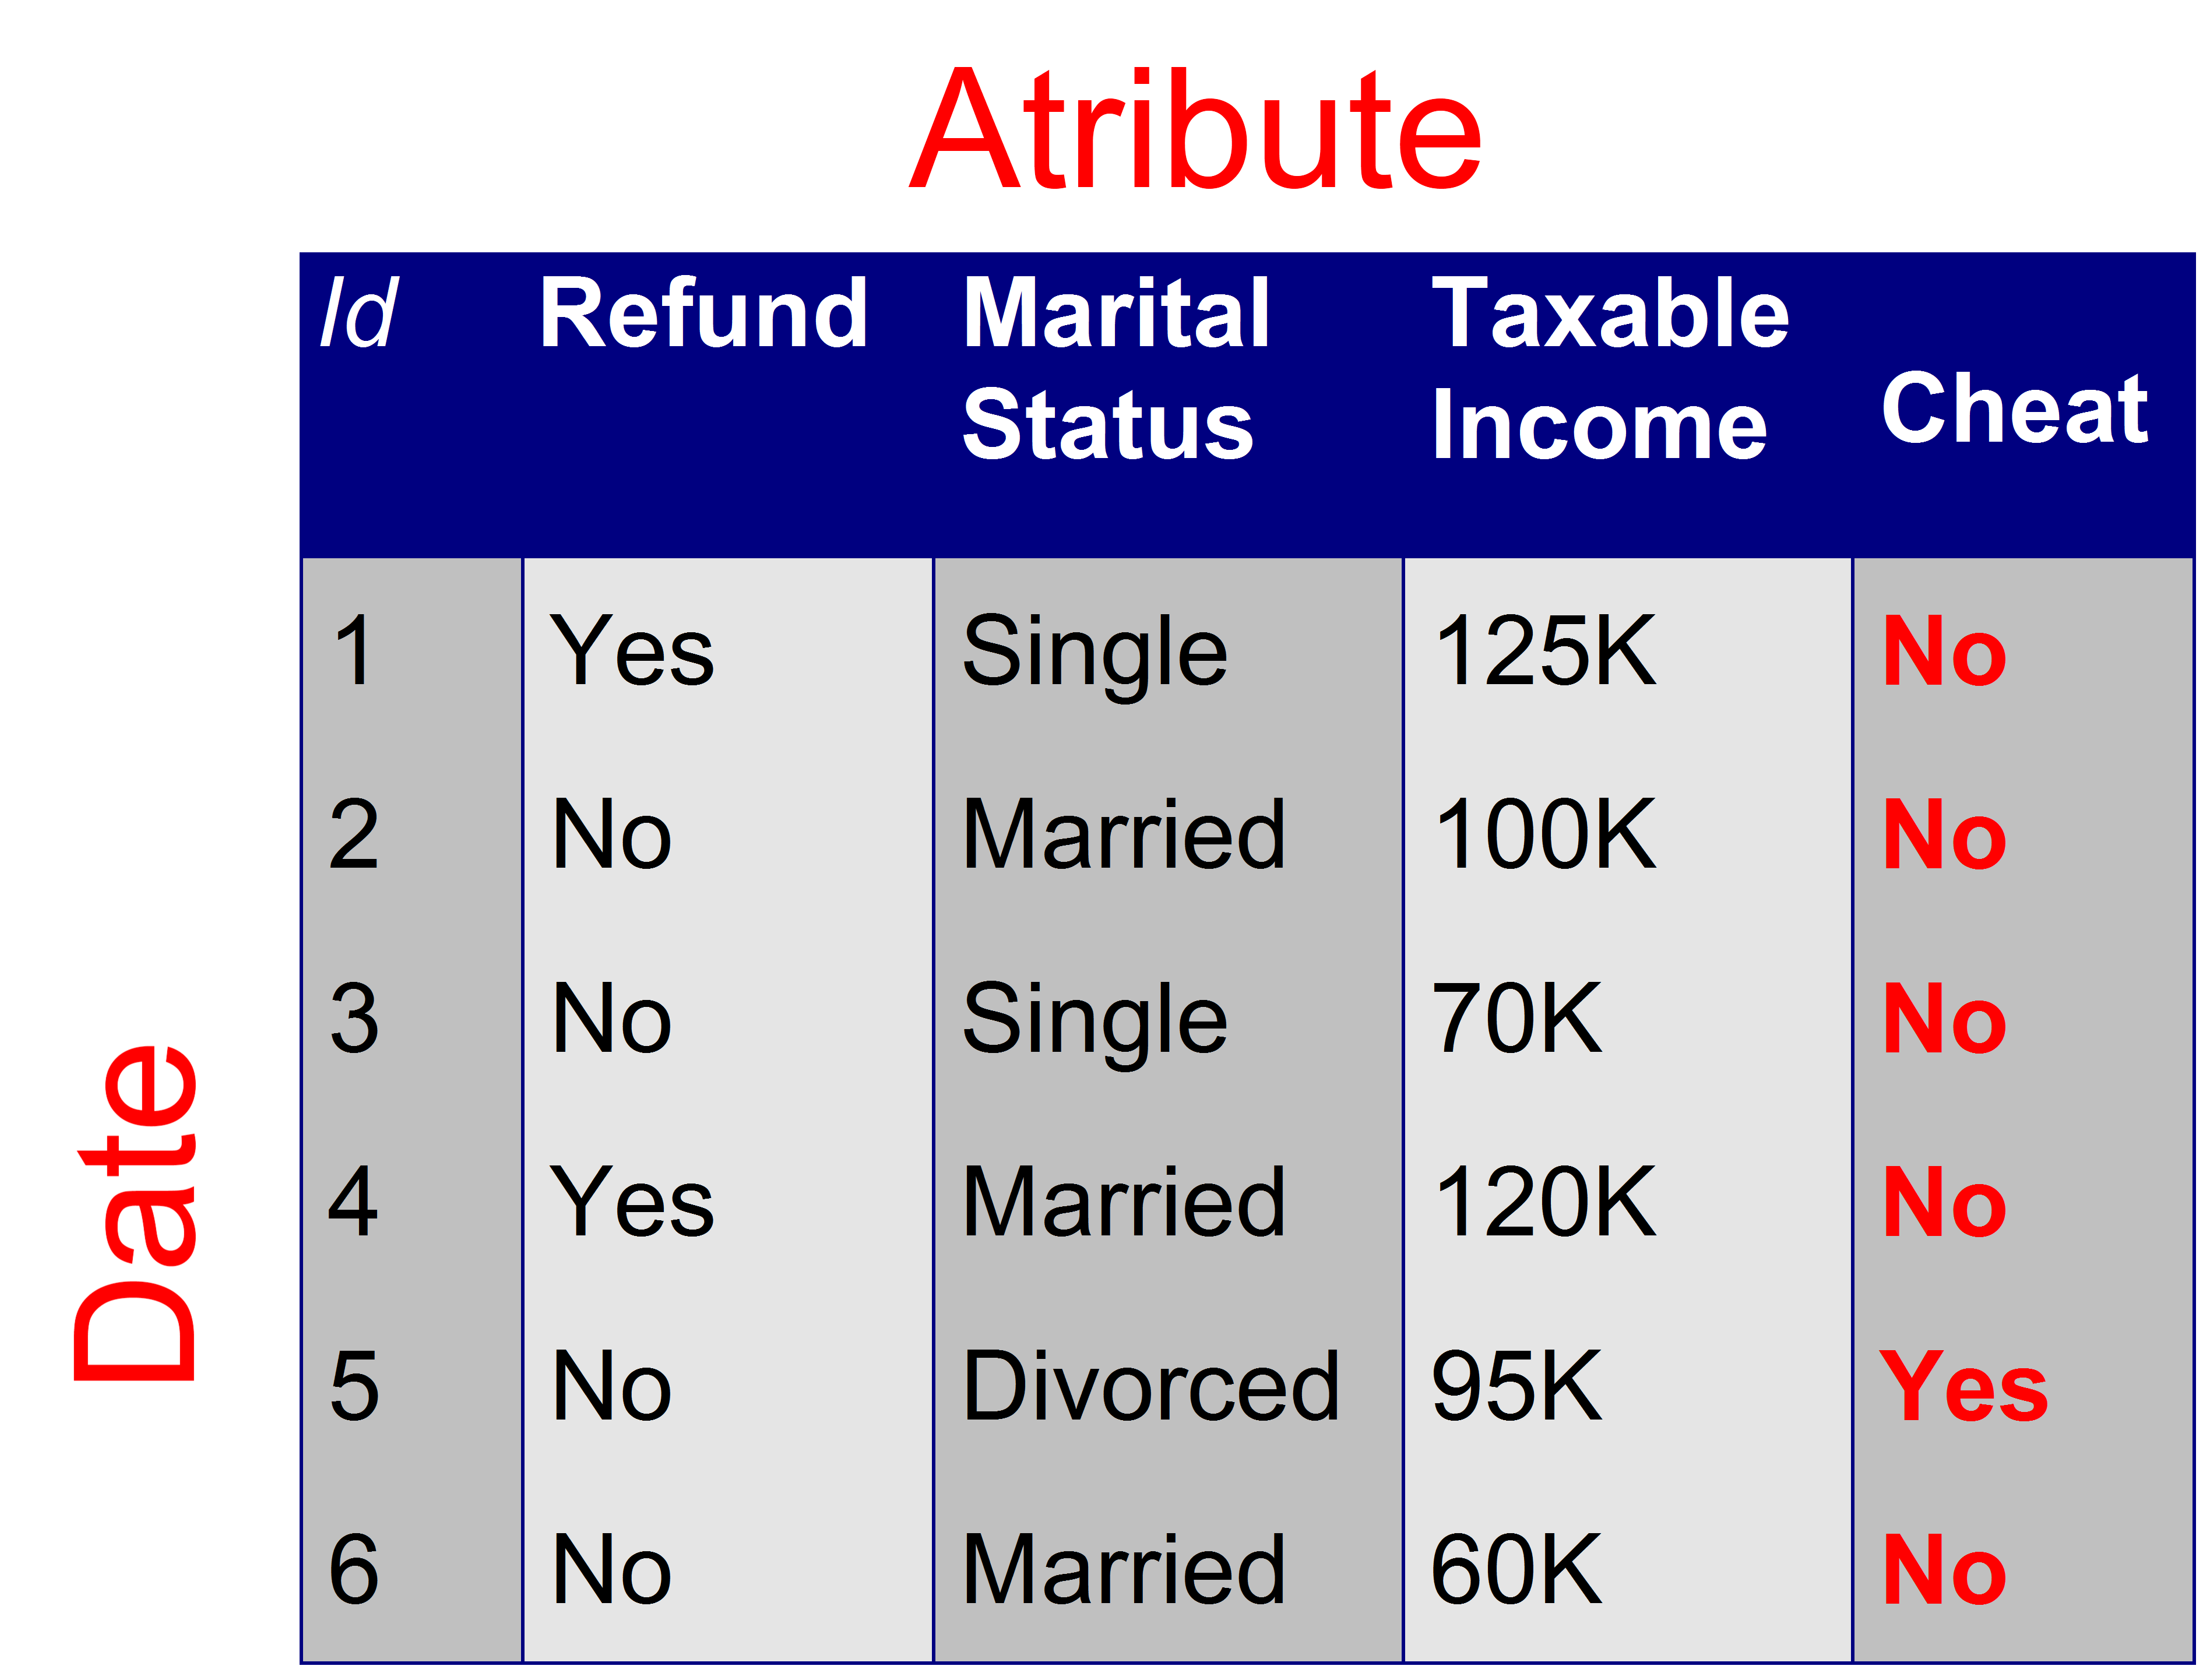 Atribute
Id Refund Marital Status Taxable Income Cheat
1 Yes Single 125K No
2 No Married 100K No
3 No Single 70K No
4 Yes Married 120K No
5 No Divorced 95K Yes
6 No Married 60K No
Date